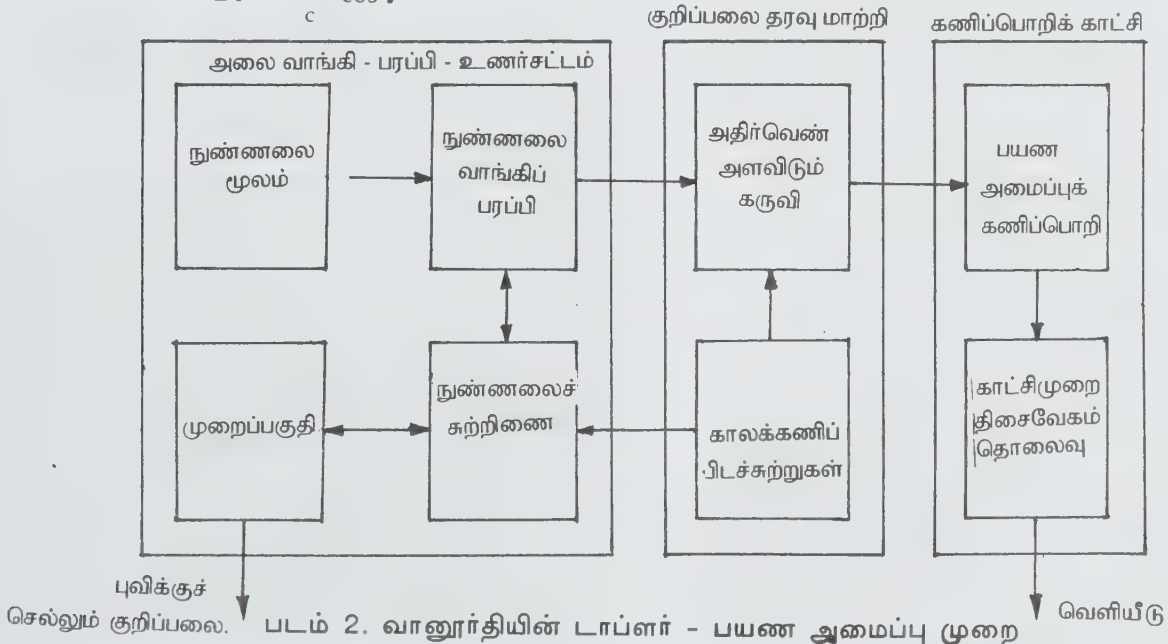 c
குறிப்பலை தரவு மாற்றி
கணிப்பொறிக் காட்சி
அலை வாங்கி - பரப்பி - உணர்சட்டம்
நுண்ணலை
மூலம்
நுண்ணலை
வாங்கிப்
பரப்பி
அதிர்வெண்
அளவிடும்
கருவி
பயண
அமைப்புக்
கணிப்பொறி
முறைப்பகுதி
நுண்ணலைச்
சுற்றிணை
காலக்கணிப்
பிடச்சுற்றுகள்
காட்சிமுறை
திசைவேகம்
தொலைவு
புவிக்குச்
செல்லும் குறிப்பலை.
வெளியீடு
படம் 2. வானூர்தியின் டாப்ளர் - பயண அமைப்பு முறை